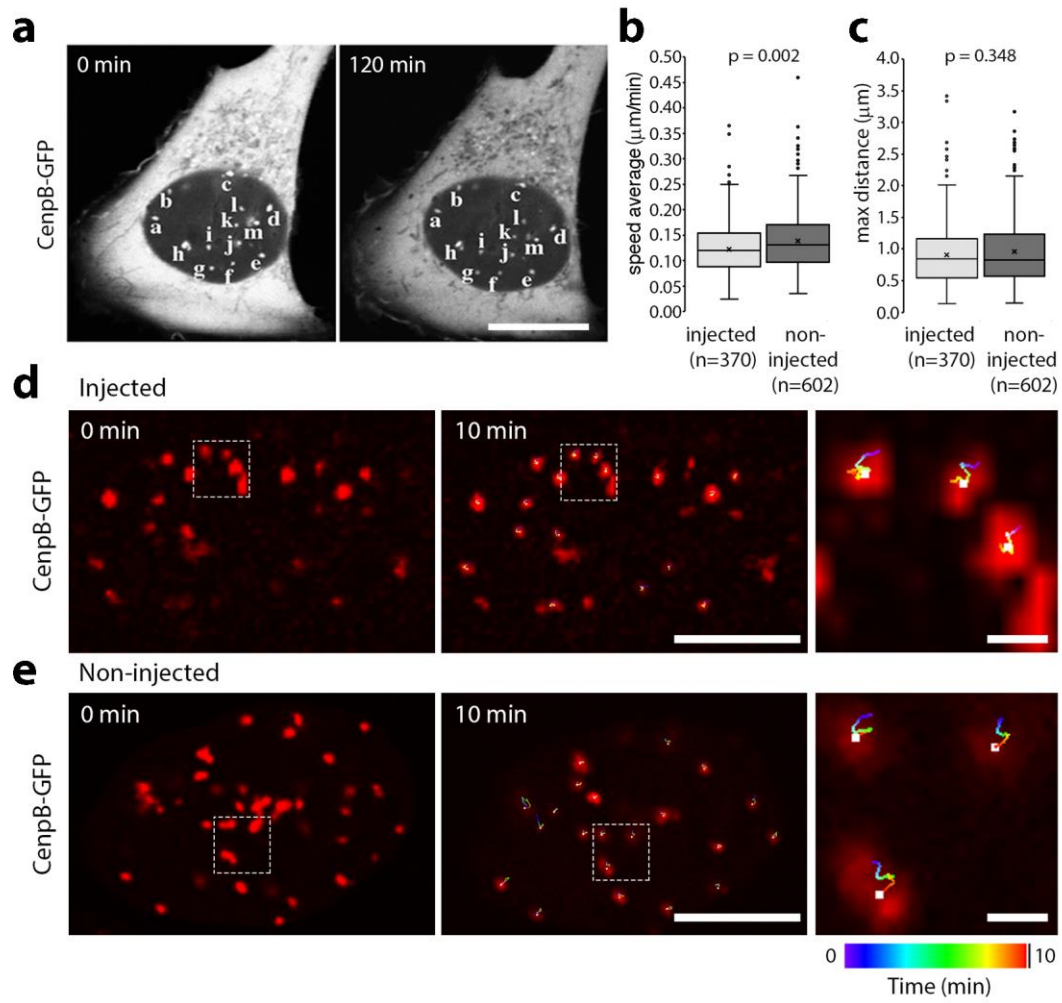 a
0 min
120 min
CenpB-GFP
a
b
c
d
e
f
g
h
i
j
k
l
m
a
b
c
d
e
f
g
h
i
j
k
l
m
b
p = 0.002
speed average (μm/min)
0.50
0.45
0.40
0.35
0.30
0.25
0.20
0.15
0.10
0.05
0.00
injected
(n=370)
non-
injected
(n=602)
c
p = 0.348
max distance (μm)
4.0
3.5
3.0
2.5
2.0
1.5
1.0
0.5
0.0
injected
(n=370)
non-
injected
(n=602)
d
Injected
CenpB-GFP
0 min
10 min
e
Non-injected
CenpB-GFP
0 min
10 min
0
10
Time (min)